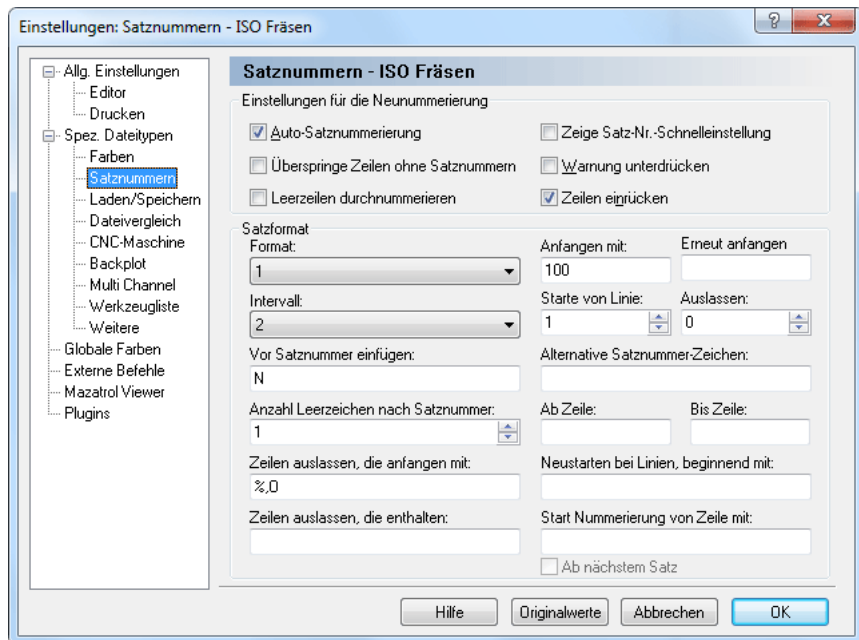 Einstellungen: Satznummern - ISO Fräsen
Allg. Einstellungen
Editor
Drucken
Spez. Dateitypen
Farben
Satznummern
Laden/Speichern
Dateivergleich
CNC-Maschine
Backplot
Multi Channel
Werkzeugliste
Weitere
Globale Farben
Externe Befehle
Mazatrol Viewer
Plugins
Satznummern - ISO Fräsen
Einstellungen für die Neunummerierung
Auto-Satznummerierung
Zeige Satz-Nr.-Schnelleinstellung
Überspringe Zeilen ohne Satznummern
Warnung unterdrücken
Leerzeilen durchnummerieren
Zeilen einrücken
Satzformat
Format:
Anfangen mit:
Erneut anfangen
1
100
Intervall:
Starte von Linie:
Auslassen:
2
1
0
Vor Satznummer einfügen:
Alternative Satznummer-Zeichen:
N
Anzahl Leerzeichen nach Satznummer:
Ab Zeile:
Bis Zeile:
1
Zeilen auslassen, die anfangen mit:
Neustarten bei Linien, beginnend mit:
%,O
Zeilen auslassen, die enthalten:
Start Nummerierung von Zeile mit:
Ab nächstem Satz
Hilfe
Originalwerte
Abbrechen
OK